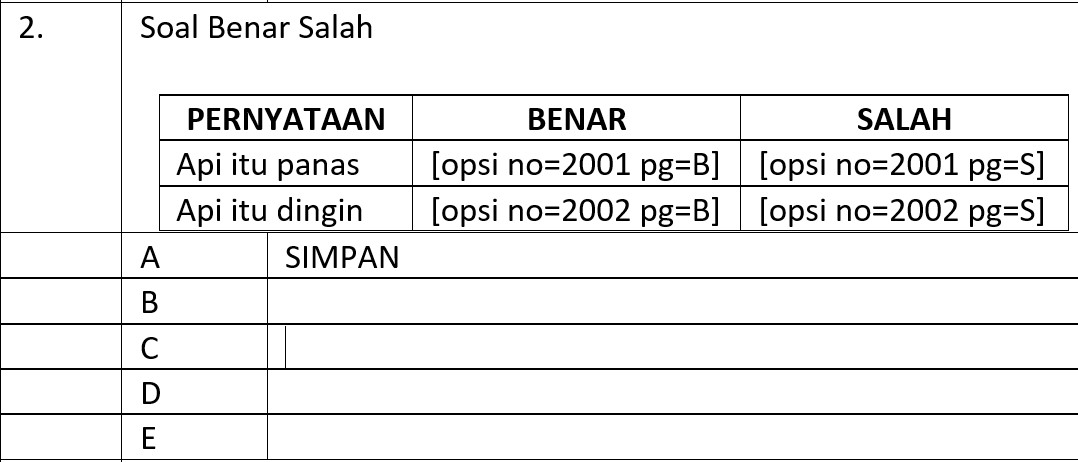 2. Soal Benar Salah
PERNYATAAN BENAR SALAH
Api itu panas [opsi no=2001 pg=B] [opsi no=2001 pg=S]
Api itu dingin [opsi no=2002 pg=B] [opsi no=2002 pg=S]
A SIMPAN
B
C
D
E